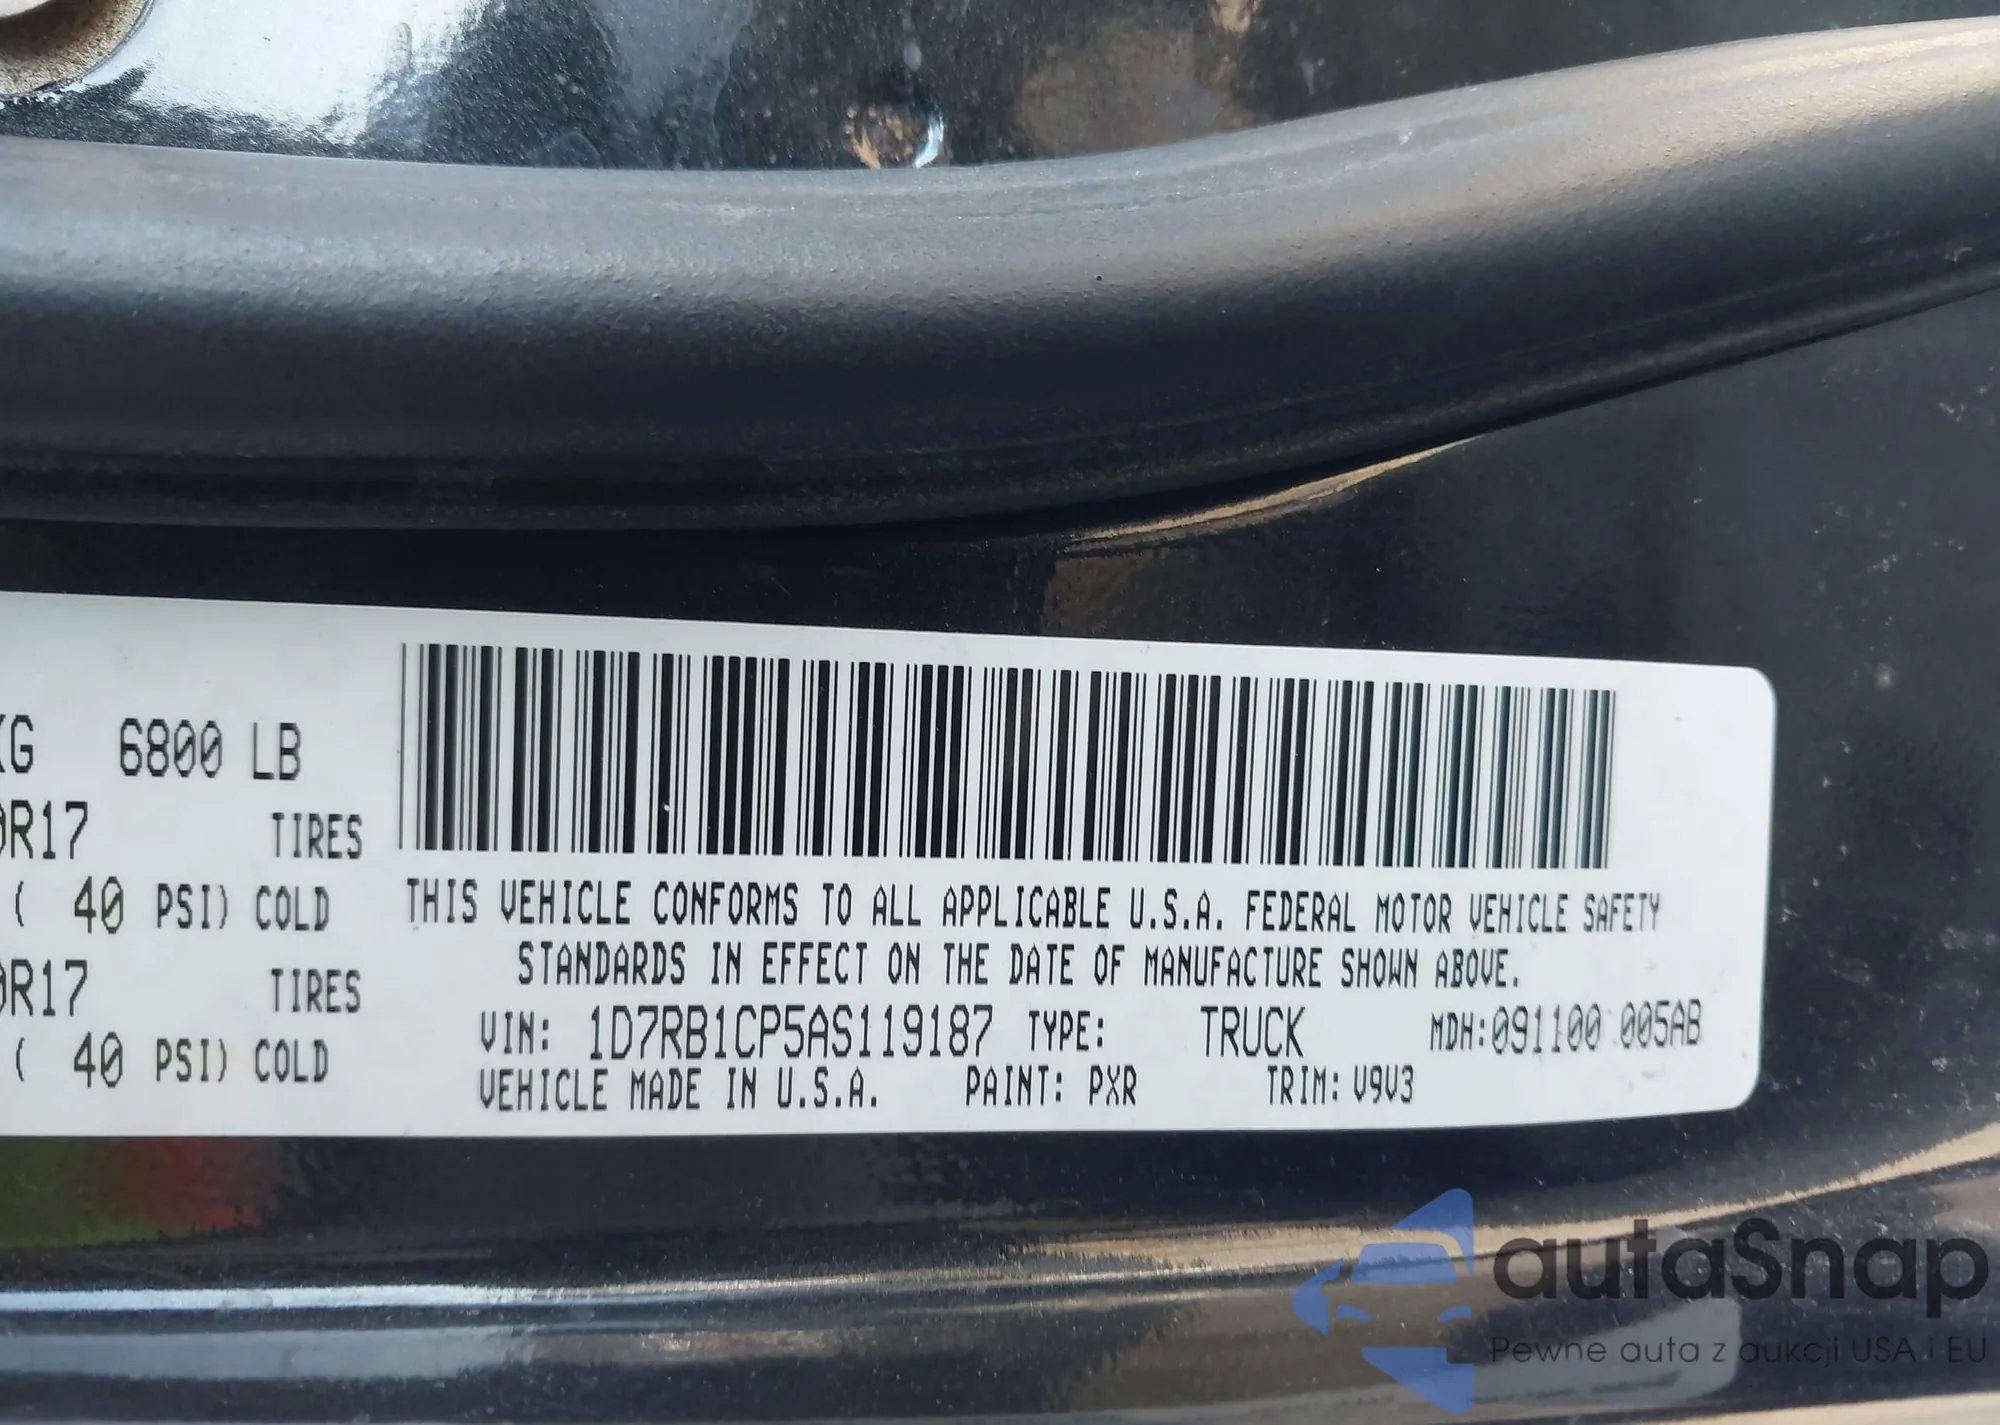 KG 6800 LB
0R17 TIRES
( 40 PSI) COLD
0R17 TIRES
( 40 PSI) COLD
THIS VEHICLE CONFORMS TO ALL APPLICABLE U.S.A. FEDERAL MOTOR VEHICLE SAFETY
STANDARDS IN EFFECT ON THE DATE OF MANUFACTURE SHOWN ABOVE.
VIN: 1D7RB1CP5AS119187 TYPE: TRUCK MDH:091100 005AB
VEHICLE MADE IN U.S.A. PAINT: PXR TRIM: V9V3
autaSnap
Pewne auta z aukcji USA i EU